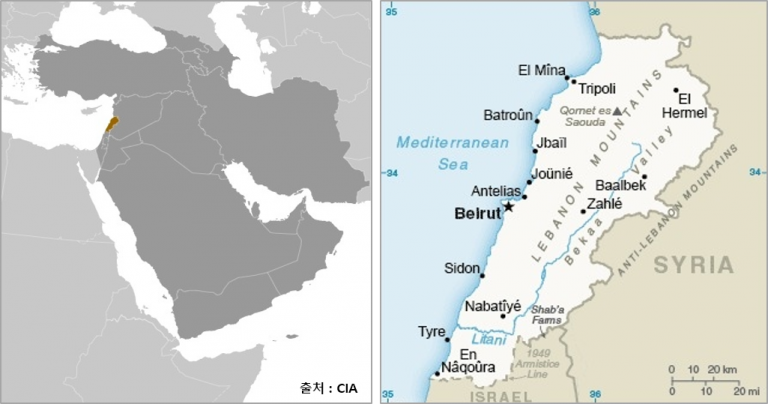 출처 : CIA
35
36
El Mîna
Tripoli
Qornet es
Saouda
El
Hermel
Batroûn
Mediterranean
Sea
Jbaïl
LEBANON MOUNTAINS
Bekaa Valley
34
34
Joünié
Antelias
Baalbek
Beirut
Zahlé
ANTI-LEBANON MOUNTAINS
Sidon
SYRIA
Nabatîyé
Shab'a
Farms
Tyre
Litani
En
Nâqoûra
1949
Armistice
Line
0 10 20 km
0 10 20 mi
35
ISRAEL
36